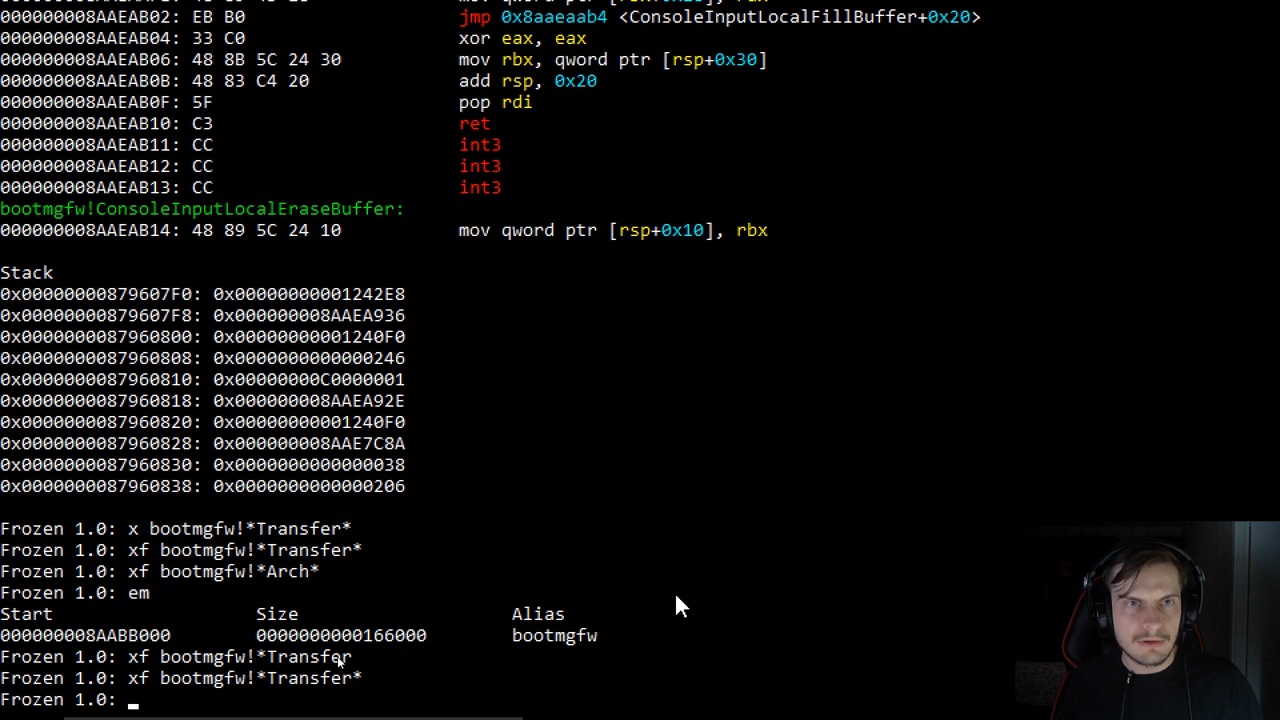 jmp 0x8aaeaab4 <ConsoleInputLocalFillBuffer+0x20>
000000008AAEAB02: EB B0
000000008AAEAB04: 33 C0 xor eax, eax
000000008AAEAB06: 48 8B 5C 24 30 mov rbx, qword ptr [rsp+0x30]
000000008AAEAB0B: 48 83 C4 20 add rsp, 0x20
000000008AAEAB0F: 5F pop rdi
000000008AAEAB10: C3 ret
000000008AAEAB11: CC int3
000000008AAEAB12: CC int3
000000008AAEAB13: CC int3
bootmgfw!ConsoleInputLocalEraseBuffer:
000000008AAEAB14: 48 89 5C 24 10 mov qword ptr [rsp+0x10], rbx
Stack
0x00000000879607F0: 0x00000000001242E8
0x00000000879607F8: 0x000000008AAEA936
0x0000000087960800: 0x00000000001240F0
0x0000000087960808: 0x0000000000000246
0x0000000087960810: 0x00000000C0000001
0x0000000087960818: 0x000000008AAEA92E
0x0000000087960820: 0x00000000001240F0
0x0000000087960828: 0x000000008AAE7C8A
0x0000000087960830: 0x0000000000000038
0x0000000087960838: 0x0000000000000206
Frozen 1.0: x bootmgfw!*Transfer*
Frozen 1.0: xf bootmgfw!*Transfer*
Frozen 1.0: xf bootmgfw!*Arch*
Frozen 1.0: em
Start Size Alias
000000008AABB000 0000000000166000 bootmgfw
Frozen 1.0: xf bootmgfw!*Transfer
Frozen 1.0: xf bootmgfw!*Transfer*
Frozen 1.0: _